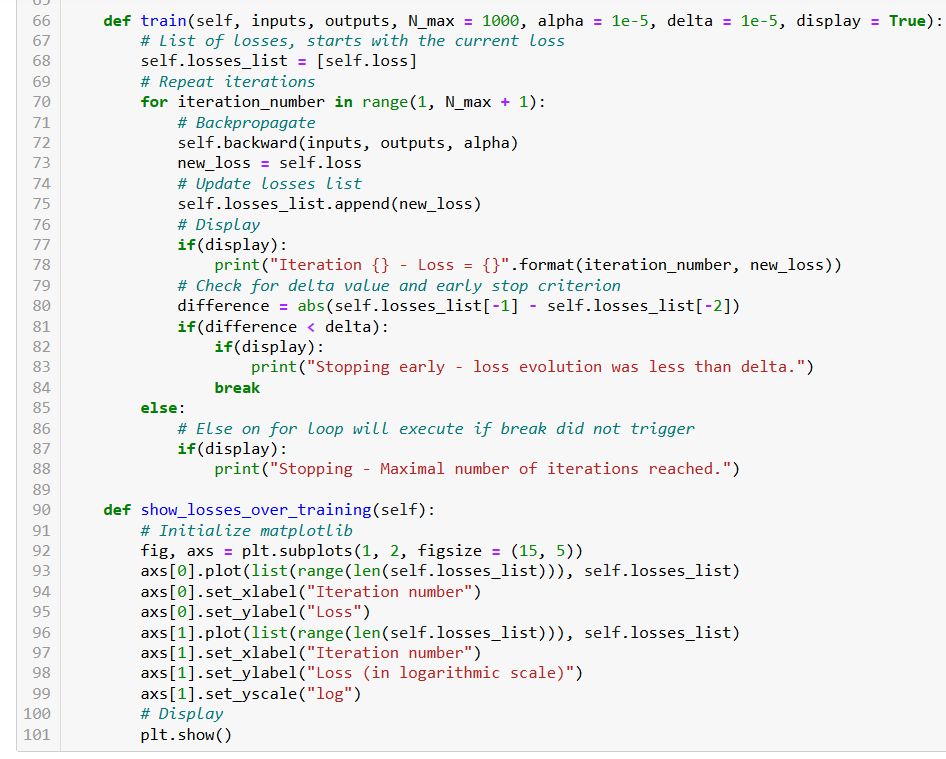 66 def train(self, inputs, outputs, N_max = 1000, alpha = 1e-5, delta = 1e-5, display = True):
67 # List of losses, starts with the current loss
68 self.losses_list = [self.loss]
69 # Repeat iterations
70 for iteration_number in range(1, N_max + 1):
71 # Backpropagate
72 self.backward(inputs, outputs, alpha)
73 new_loss = self.loss
74 # Update losses list
75 self.losses_list.append(new_loss)
76 # Display
77 if(display):
78 print("Iteration {} - Loss = {}".format(iteration_number, new_loss))
79 # Check for delta value and early stop criterion
80 difference = abs(self.losses_list[-1] - self.losses_list[-2])
81 if(difference < delta):
82 if(display):
83 print("Stopping early - loss evolution was less than delta.")
84 break
85 else:
86 # Else on for loop will execute if break did not trigger
87 if(display):
88 print("Stopping - Maximal number of iterations reached.")
89
90 def show_losses_over_training(self):
91 # Initialize matplotlib
92 fig, axs = plt.subplots(1, 2, figsize = (15, 5))
93 axs[0].plot(list(range(len(self.losses_list))), self.losses_list)
94 axs[0].set_xlabel("Iteration number")
95 axs[0].set_ylabel("Loss")
96 axs[1].plot(list(range(len(self.losses_list))), self.losses_list)
97 axs[1].set_xlabel("Iteration number")
98 axs[1].set_ylabel("Loss (in logarithmic scale)")
99 axs[1].set_yscale("log")
100 # Display
101 plt.show()